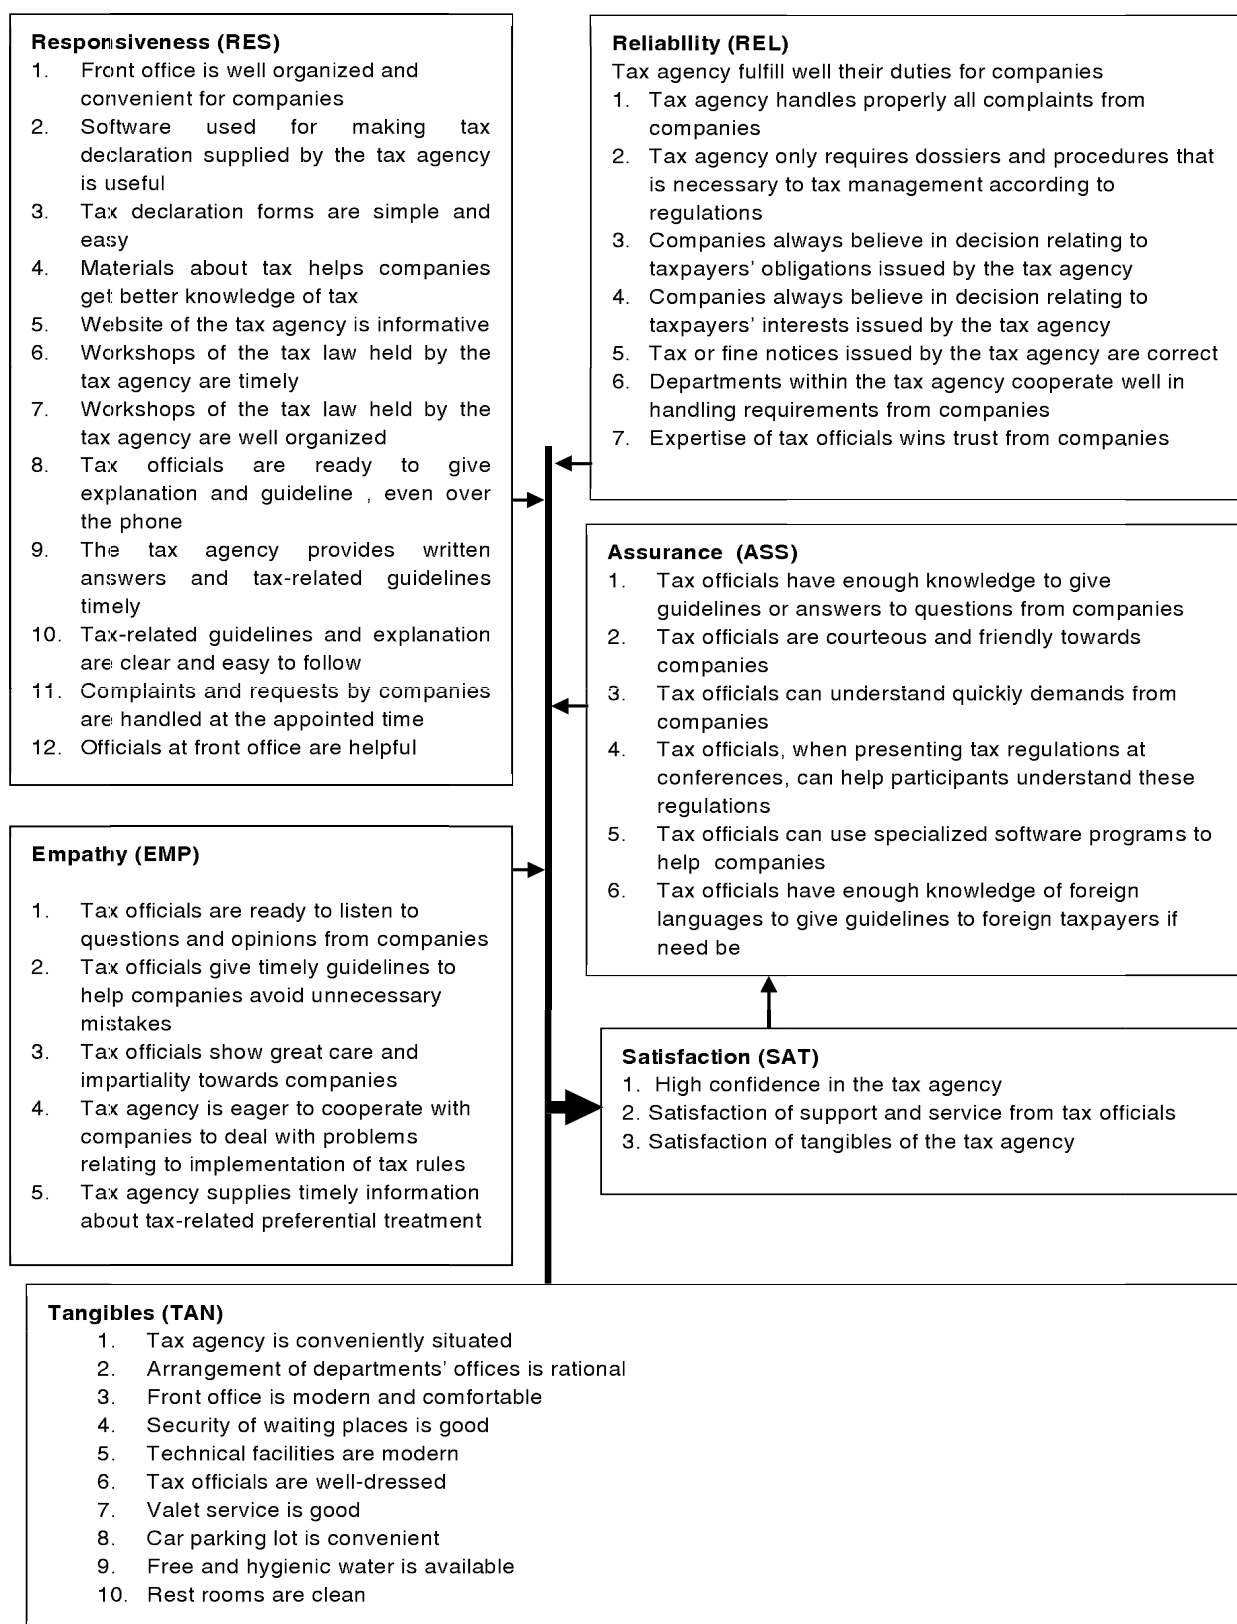 Responsiveness (RES)
1. Front office is well organized and
convenient for companies
2. Software used for making tax
declaration supplied by the tax agency
is useful
3. Tax declaration forms are simple and
easy
4. Materials about tax helps companies
get better knowledge of tax
5. Website of the tax agency is informative
6. Workshops of the tax law held by the
tax agency are timely
7. Workshops of the tax law held by the
tax agency are well organized
8. Tax officials are ready to give
explanation and guideline , even over
the phone
9. The tax agency provides written
answers and tax-related guidelines
timely
10. Tax-related guidelines and explanation
are clear and easy to follow
11. Complaints and requests by companies
are handled at the appointed time
12. Officials at front office are helpful
Reliability (REL)
Tax agency fulfill well their duties for companies
1. Tax agency handles properly all complaints from
companies
2. Tax agency only requires dossiers and procedures that
is necessary to tax management according to
regulations
3. Companies always believe in decision relating to
taxpayers' obligations issued by the tax agency
4. Companies always believe in decision relating to
taxpayers' interests issued by the tax agency
5. Tax or fine notices issued by the tax agency are correct
6. Departments within the tax agency cooperate well in
handling requirements from companies
7. Expertise of tax officials wins trust from companies
Assurance (ASS)
1. Tax officials have enough knowledge to give
guidelines or answers to questions from companies
2. Tax officials are courteous and friendly towards
companies
3. Tax officials can understand quickly demands from
companies
4. Tax officials, when presenting tax regulations at
conferences, can help participants understand these
regulations
5. Tax officials can use specialized software programs to
help companies
6. Tax officials have enough knowledge of foreign
languages to give guidelines to foreign taxpayers if
need be
Empathy (EMP)
1. Tax officials are ready to listen to
questions and opinions from companies
2. Tax officials give timely guidelines to
help companies avoid unnecessary
mistakes
3. Tax officials show great care and
impartiality towards companies
4. Tax agency is eager to cooperate with
companies to deal with problems
relating to implementation of tax rules
5. Tax agency supplies timely information
about tax-related preferential treatment
Satisfaction (SAT)
1. High confidence in the tax agency
2. Satisfaction of support and service from tax officials
3. Satisfaction of tangibles of the tax agency
Tangibles (TAN)
1. Tax agency is conveniently situated
2. Arrangement of departments' offices is rational
3. Front office is modern and comfortable
4. Security of waiting places is good
5. Technical facilities are modern
6. Tax officials are well-dressed
7. Valet service is good
8. Car parking lot is convenient
9. Free and hygienic water is available
10. Rest rooms are clean